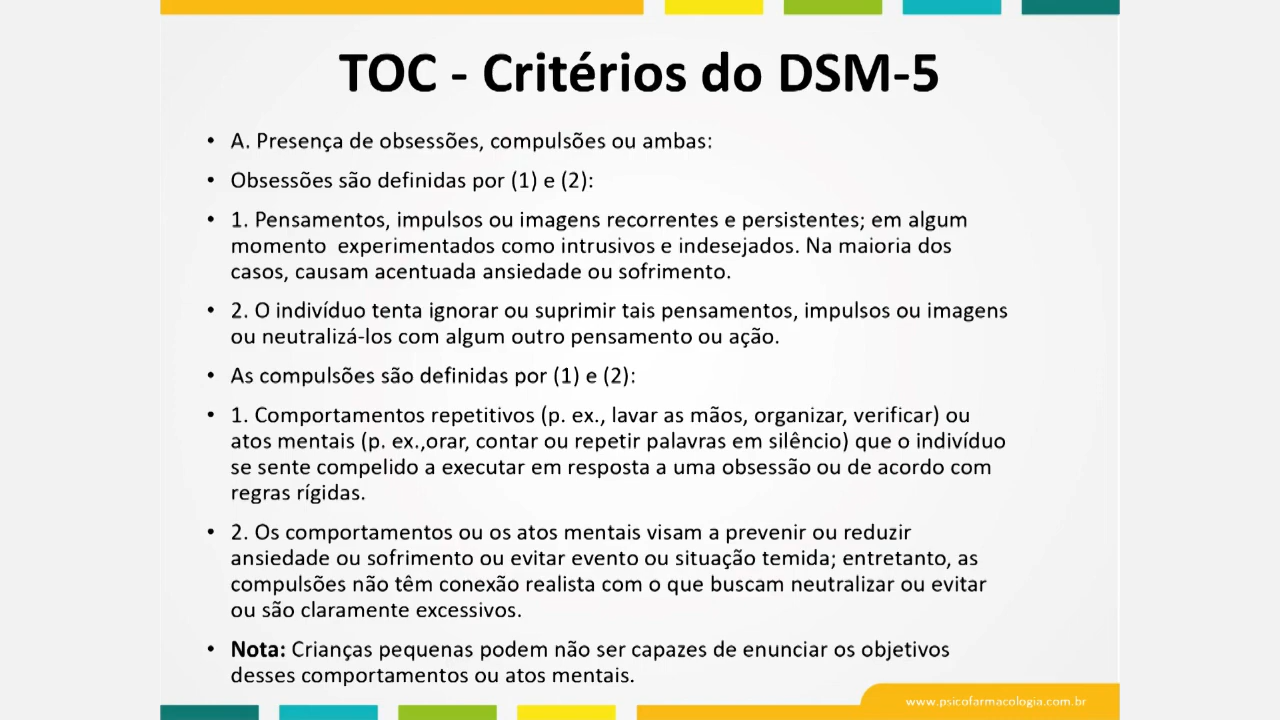 TOC - Critérios do DSM-5
• A. Presença de obsessões, compulsões ou ambas:
• Obsessões são definidas por (1) e (2):
• 1. Pensamentos, impulsos ou imagens recorrentes e persistentes; em algum
momento experimentados como intrusivos e indesejados. Na maioria dos
casos, causam acentuada ansiedade ou sofrimento.
• 2. O indivíduo tenta ignorar ou suprimir tais pensamentos, impulsos ou imagens
ou neutralizá-los com algum outro pensamento ou ação.
• As compulsões são definidas por (1) e (2):
• 1. Comportamentos repetitivos (p. ex., lavar as mãos, organizar, verificar) ou
atos mentais (p. ex.,orar, contar ou repetir palavras em silêncio) que o indivíduo
se sente compelido a executar em resposta a uma obsessão ou de acordo com
regras rígidas.
• 2. Os comportamentos ou os atos mentais visam a prevenir ou reduzir
ansiedade ou sofrimento ou evitar evento ou situação temida; entretanto, as
compulsões não têm conexão realista com o que buscam neutralizar ou evitar
ou são claramente excessivos.
• Nota: Crianças pequenas podem não ser capazes de enunciar os objetivos
desses comportamentos ou atos mentais.
www.psicofarmacologia.com.br